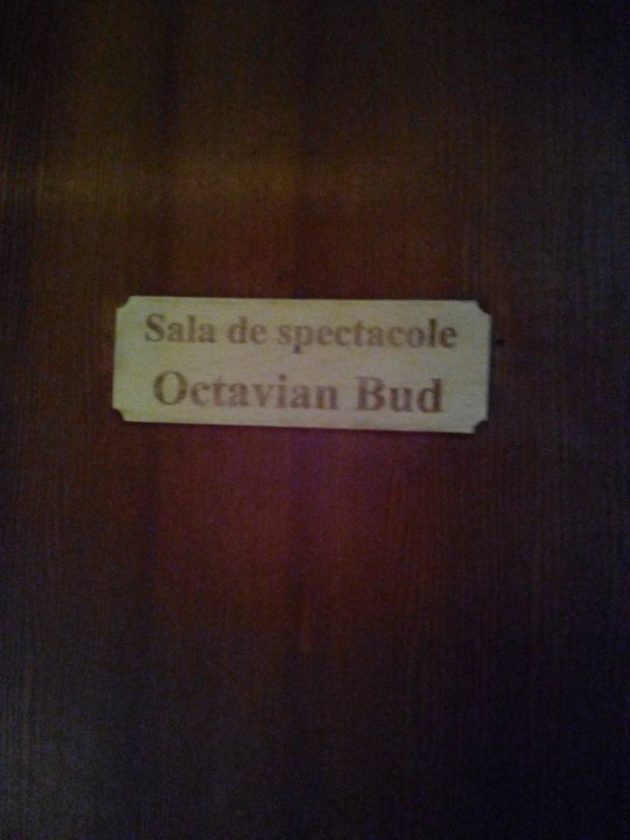 Sala de spectacole
Octavian Bud